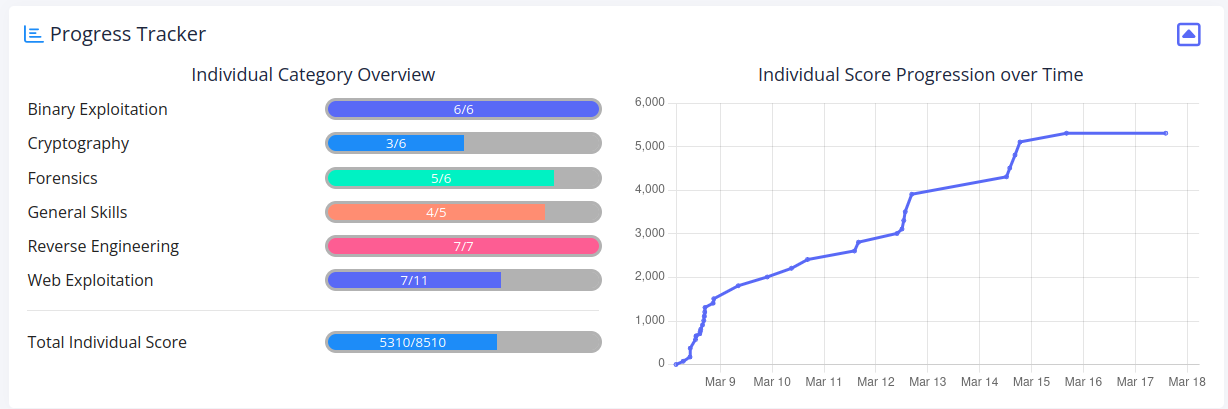 Progress Tracker
Individual Category Overview
Binary Exploitation 6/6
Cryptography 3/6
Forensics 5/6
General Skills 4/5
Reverse Engineering 7/7
Web Exploitation 7/11
Total Individual Score 5310/8510
Individual Score Progression over Time
6,000
5,000
4,000
3,000
2,000
1,000
0
Mar 9 Mar 10 Mar 11 Mar 12 Mar 13 Mar 14 Mar 15 Mar 16 Mar 17 Mar 18